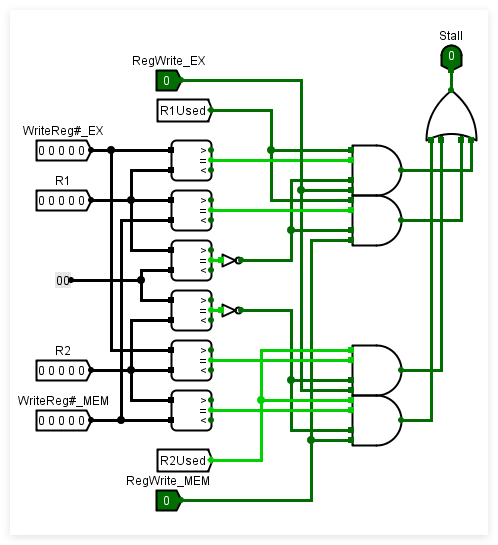 Stall
0
RegWrite_EX
0
R1Used
WriteReg#_EX
00000
> = <
R1
00000
> = <
> = <
00
> = <
R2
00000
> = <
WriteReg#_MEM
00000
> = <
R2Used
RegWrite_MEM
0